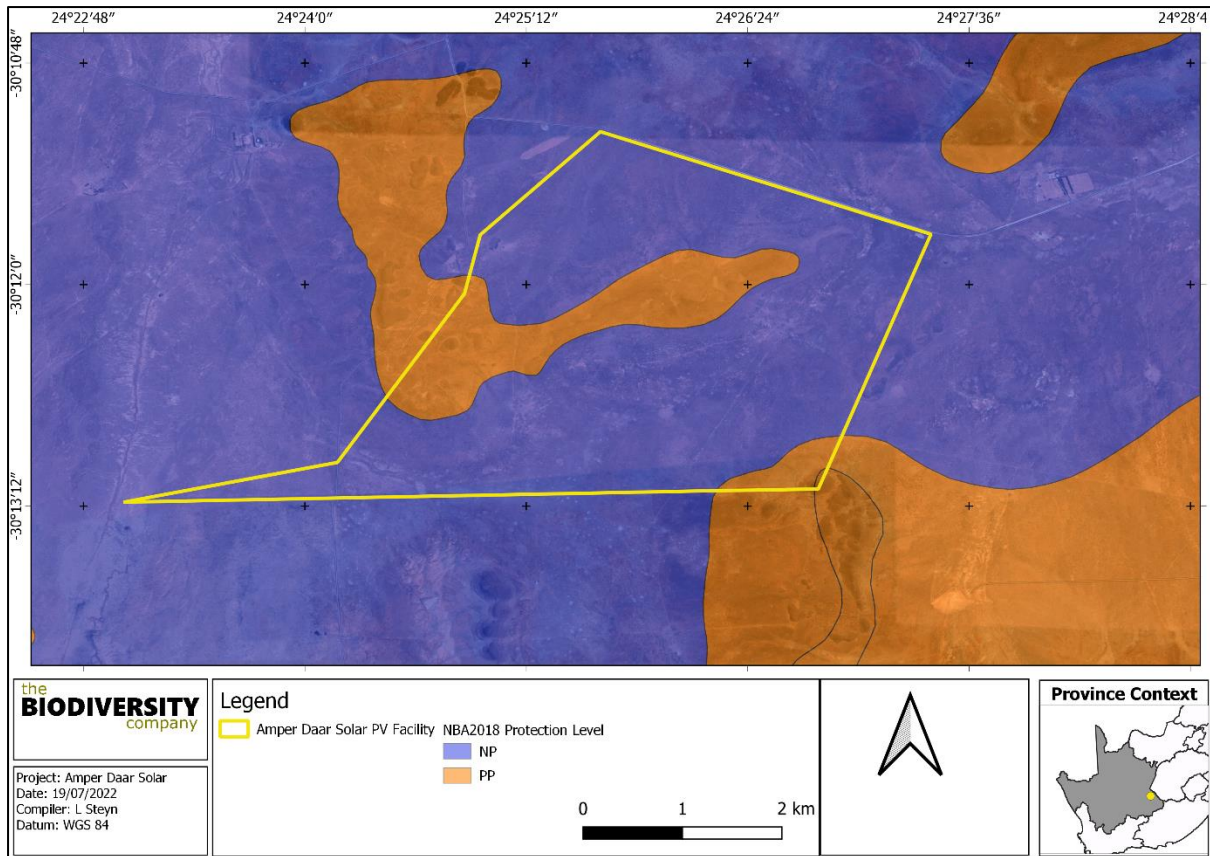 24°22'48" 24°24'0" 24°25'12" 24°26'24" 24°27'36" 24°28'4
-30°10'48"
-30°12'0"
-30°13'12"
the
BIODIVERSITY
company
Project: Amper Daar Solar
Date: 19/07/2022
Compiler: L Steyn
Datum: WGS 84
Legend
Amper Daar Solar PV Facility NBA2018 Protection Level
NP
PP
0 1 2 km
Province Context